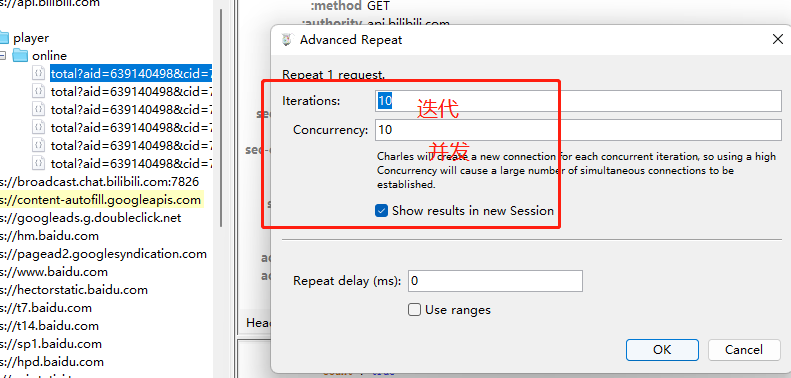 s://api.bilibili.com
player
online
total?aid=639140498&cid=7
total?aid=639140498&cid=7
total?aid=639140498&cid=7
total?aid=639140498&cid=7
total?aid=639140498&cid=7
total?aid=639140498&cid=7
s://broadcast.chat.bilibili.com:7826
s://content-autofill.googleapis.com
s://googleads.g.doubleclick.net
s://hm.baidu.com
s://pagead2.googlesyndication.com
s://www.baidu.com
s://hectorstatic.baidu.com
s://t7.baidu.com
s://t14.baidu.com
s://sp1.baidu.com
s://hpd.baidu.com
:method GET
:authority api.bilibili.com
Advanced Repeat
Repeat 1 request.
Iterations: 10
迭代
Concurrency: 10
并发
Charles will create a new connection for each concurrent iteration, so using a high
Concurrency will cause a large number of simultaneous connections to be
established.
Show results in new Session
Repeat delay (ms): 0
Use ranges
OK Cancel